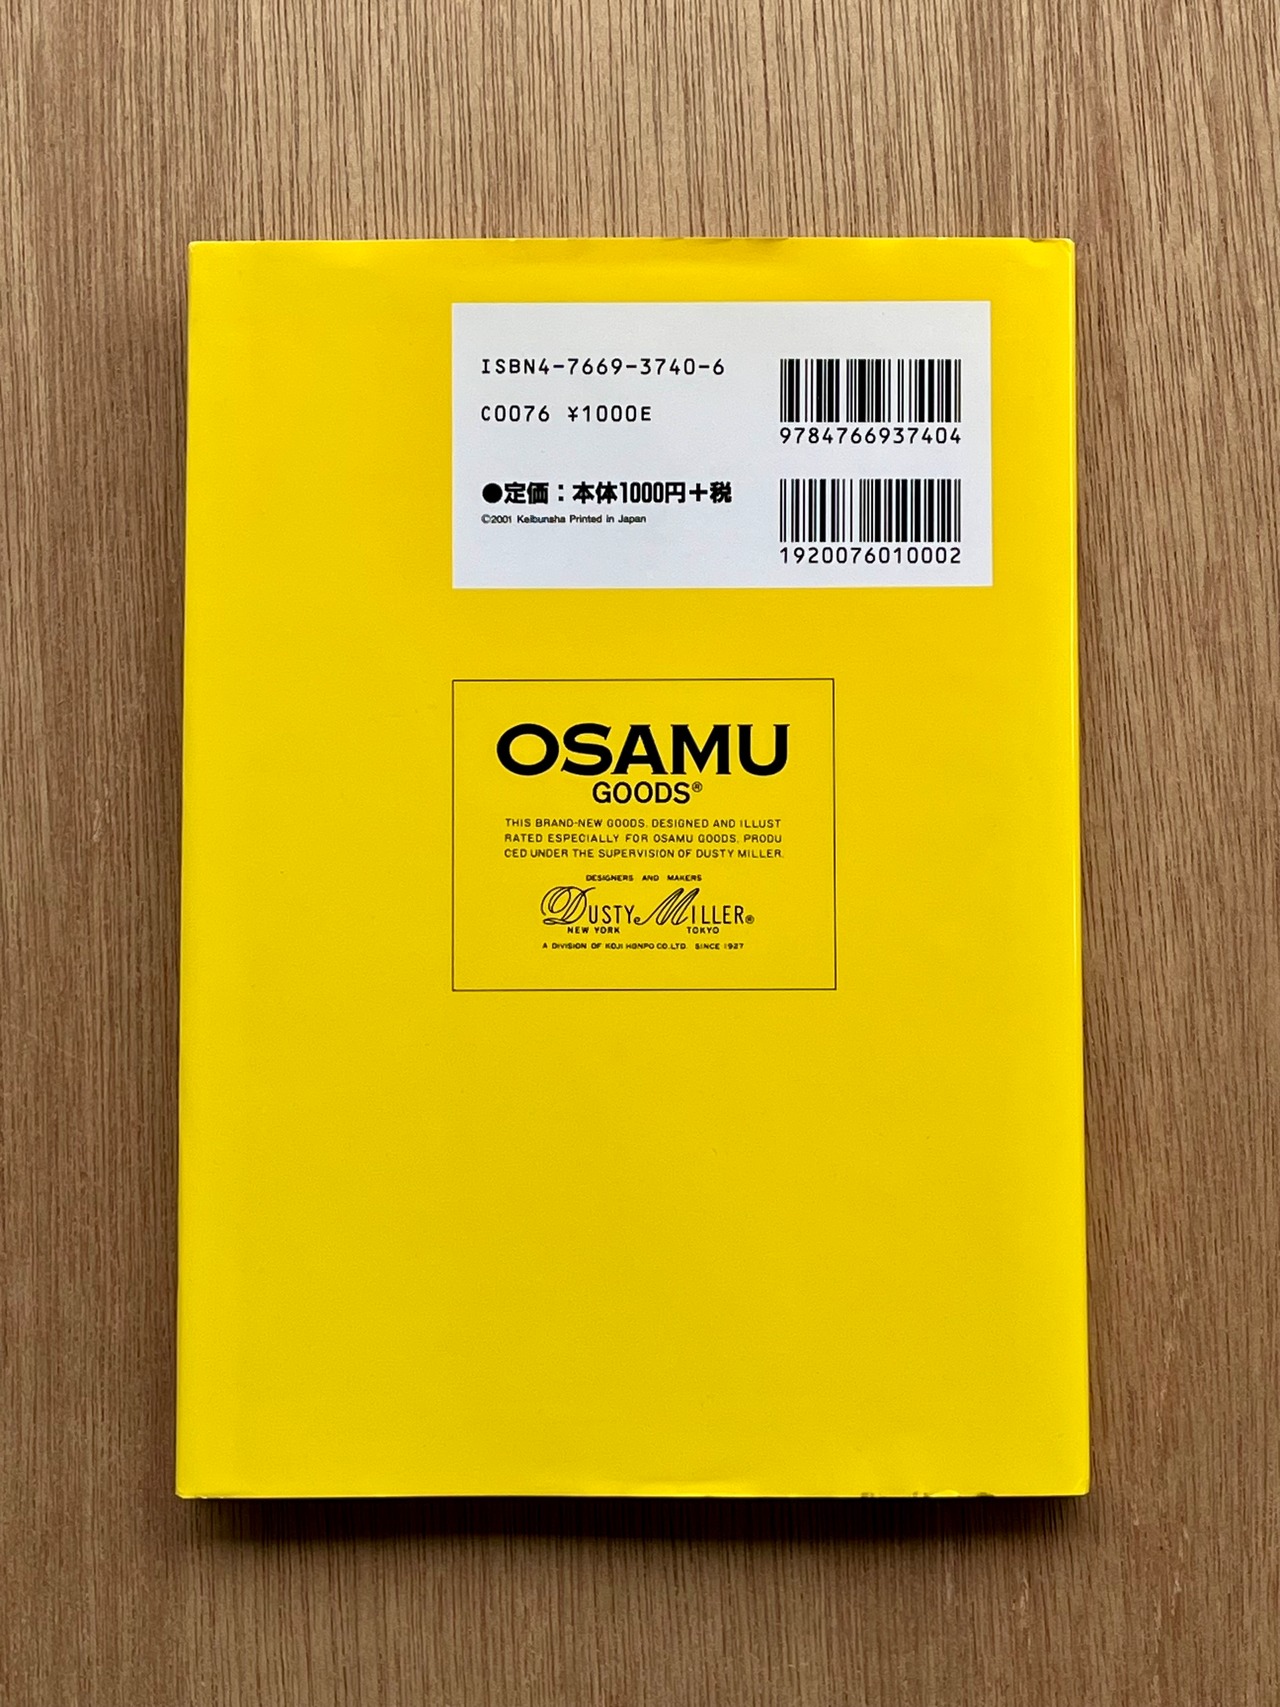 ISBN4-7669-3740-6
C0076 ¥1000E
9784766937404
●定価：本体1000円＋税
©2001 Keibunsha Printed in Japan
1920076010002
OSAMU
GOODS®
THIS BRAND-NEW GOODS, DESIGNED AND ILLUST
RATED ESPECIALLY FOR OSAMU GOODS, PRODU
CED UNDER THE SUPERVISION OF DUSTY MILLER.
DESIGNERS AND MAKERS
DUSTY MILLER®
NEW YORK TOKYO
A DIVISION OF KOJI HONPO CO.,LTD. SINCE 1927